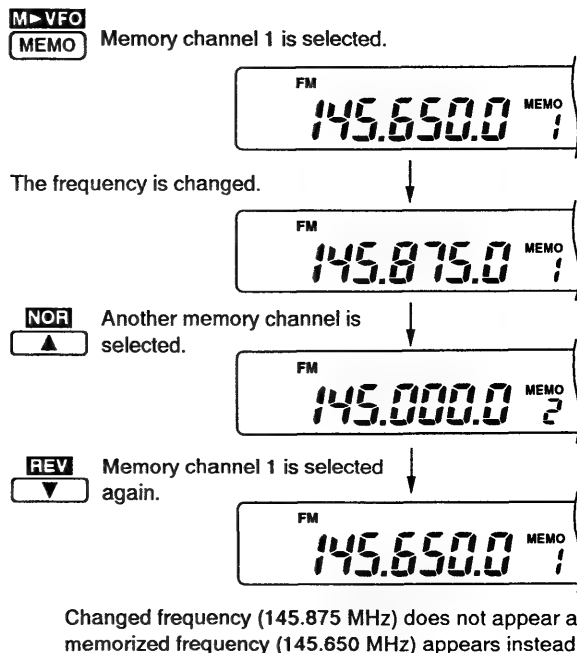 M►VFO
MEMO Memory channel 1 is selected.
FM
145.650.0 MEMO 1
The frequency is changed.
FM
145.875.0 MEMO 1
NOR Another memory channel is
▲ selected.
FM
145.000.0 MEMO 2
REV Memory channel 1 is selected
▼ again.
FM
145.650.0 MEMO 1
Changed frequency (145.875 MHz) does not appear a
memorized frequency (145.650 MHz) appears instead